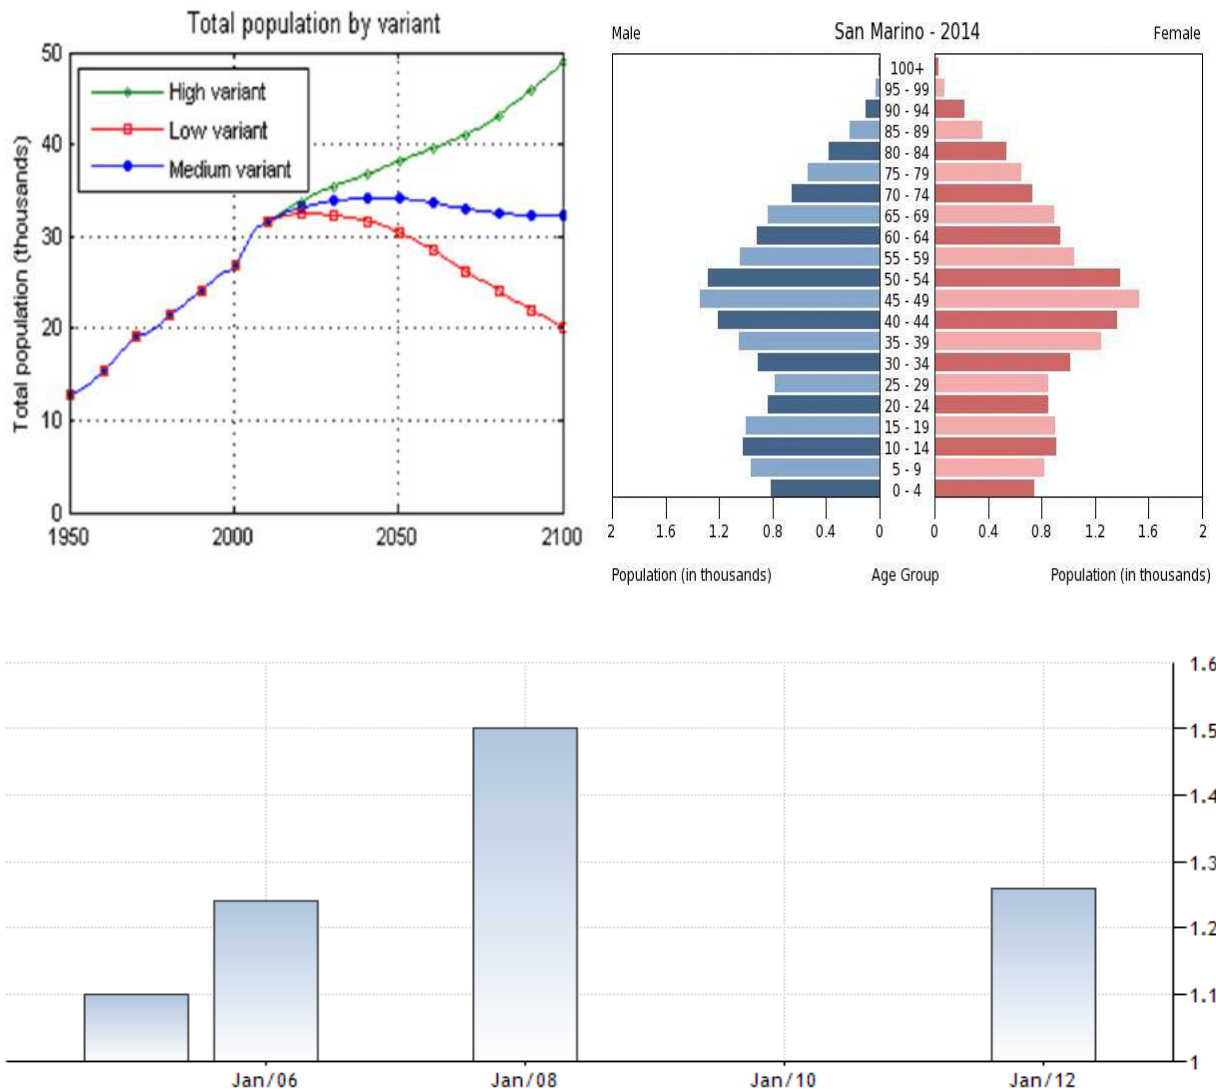 Total population by variant
50
40
30
20
10
0
Total population (thousands)
High variant
Low variant
Medium variant
1950
2000
2050
2100
Male
San Marino - 2014
Female
100+
95 - 99
90 - 94
85 - 89
80 - 84
75 - 79
70 - 74
65 - 69
60 - 64
55 - 59
50 - 54
45 - 49
40 - 44
35 - 39
30 - 34
25 - 29
20 - 24
15 - 19
10 - 14
5 - 9
0 - 4
2 1.6 1.2 0.8 0.4 0 0 0.4 0.8 1.2 1.6 2
Population (in thousands) Age Group Population (in thousands)
1.6
1.5
1.4
1.3
1.2
1.1
1
Jan/06 Jan/08 Jan/10 Jan/12